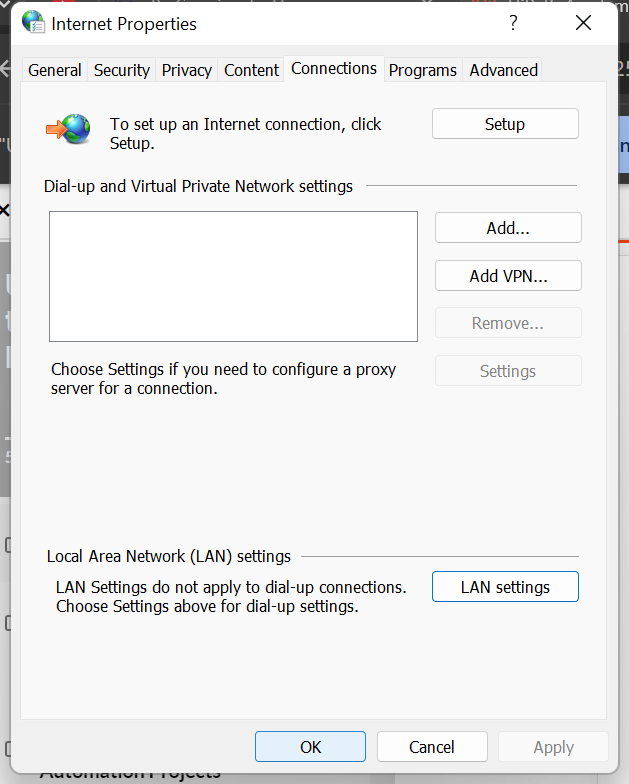 Internet Properties
?
General
Security
Privacy
Content
Connections
Programs
Advanced
To set up an Internet connection, click
Setup.
Setup
Dial-up and Virtual Private Network settings
Add...
Add VPN...
Remove...
Choose Settings if you need to configure a proxy
server for a connection.
Settings
Local Area Network (LAN) settings
LAN Settings do not apply to dial-up connections.
Choose Settings above for dial-up settings.
LAN settings
OK
Cancel
Apply
Automation Projects